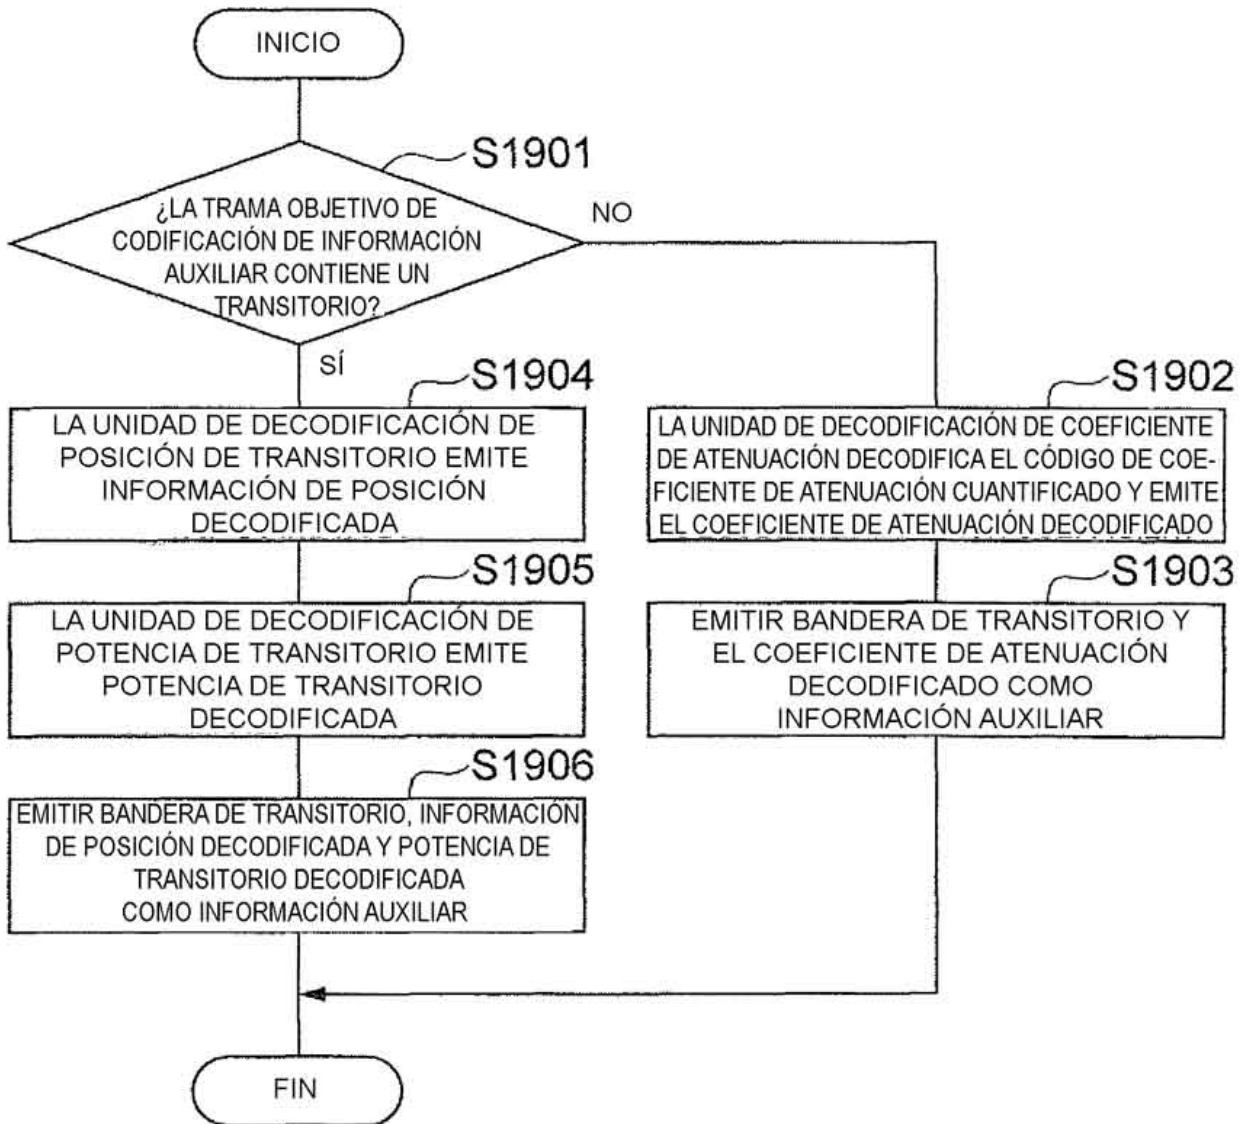 INICIO
S1901
¿LA TRAMA OBJETIVO DE
CODIFICACIÓN DE INFORMACIÓN
AUXILIAR CONTIENE UN
TRANSITORIO?
NO
SÍ
S1904
LA UNIDAD DE DECODIFICACIÓN DE
POSICIÓN DE TRANSITORIO EMITE
INFORMACIÓN DE POSICIÓN
DECODIFICADA
S1902
LA UNIDAD DE DECODIFICACIÓN DE COEFICIENTE
DE ATENUACIÓN DECODIFICA EL CÓDIGO DE COE-
FICIENTE DE ATENUACIÓN CUANTIFICADO Y EMITE
EL COEFICIENTE DE ATENUACIÓN DECODIFICADO
S1905
LA UNIDAD DE DECODIFICACIÓN DE
POTENCIA DE TRANSITORIO EMITE
POTENCIA DE TRANSITORIO
DECODIFICADA
S1903
EMITIR BANDERA DE TRANSITORIO Y
EL COEFICIENTE DE ATENUACIÓN
DECODIFICADO COMO
INFORMACIÓN AUXILIAR
S1906
EMITIR BANDERA DE TRANSITORIO, INFORMACIÓN
DE POSICIÓN DECODIFICADA Y POTENCIA DE
TRANSITORIO DECODIFICADA
COMO INFORMACIÓN AUXILIAR
FIN